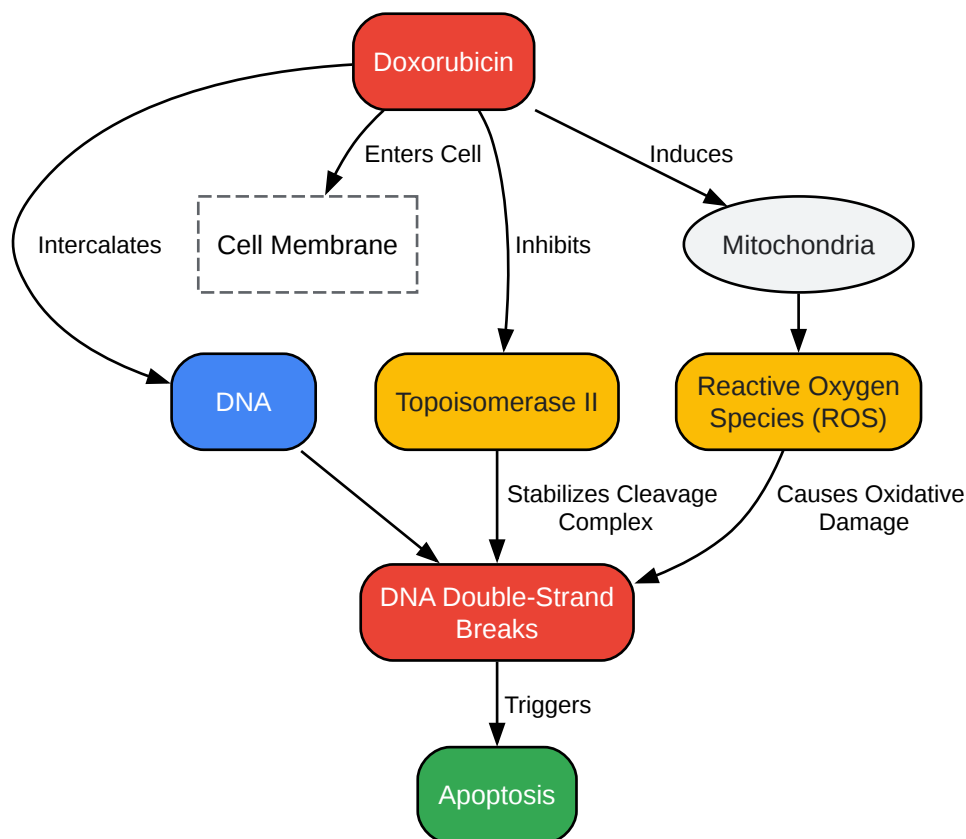 Doxorubicin
Enters Cell
Induces
Intercalates
Cell Membrane
Inhibits
Mitochondria
DNA
Topoisomerase II
Reactive Oxygen
Species (ROS)
Stabilizes Cleavage
Complex
Causes Oxidative
Damage
DNA Double-Strand
Breaks
Triggers
Apoptosis